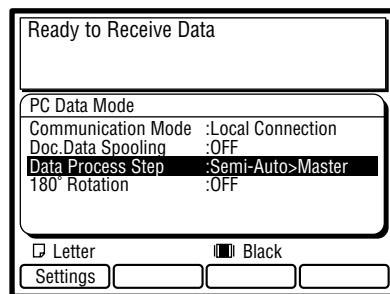 Ready to Receive Data
PC Data Mode
Communication Mode :Local Connection
Doc.Data Spooling :OFF
Data Process Step :Semi-Auto>Master
180° Rotation :OFF
Letter Black
Settings